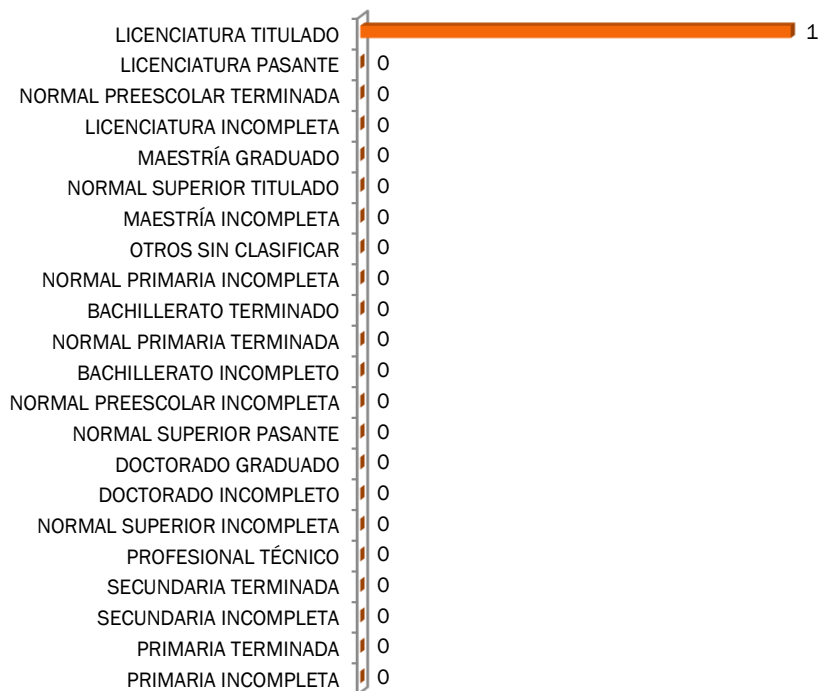 LICENCIATURA TITULADO 1
LICENCIATURA PASANTE 0
NORMAL PREESCOLAR TERMINADA 0
LICENCIATURA INCOMPLETA 0
MAESTRÍA GRADUADO 0
NORMAL SUPERIOR TITULADO 0
MAESTRÍA INCOMPLETA 0
OTROS SIN CLASIFICAR 0
NORMAL PRIMARIA INCOMPLETA 0
BACHILLERATO TERMINADO 0
NORMAL PRIMARIA TERMINADA 0
BACHILLERATO INCOMPLETO 0
NORMAL PREESCOLAR INCOMPLETA 0
NORMAL SUPERIOR PASANTE 0
DOCTORADO GRADUADO 0
DOCTORADO INCOMPLETO 0
NORMAL SUPERIOR INCOMPLETA 0
PROFESIONAL TÉCNICO 0
SECUNDARIA TERMINADA 0
SECUNDARIA INCOMPLETA 0
PRIMARIA TERMINADA 0
PRIMARIA INCOMPLETA 0